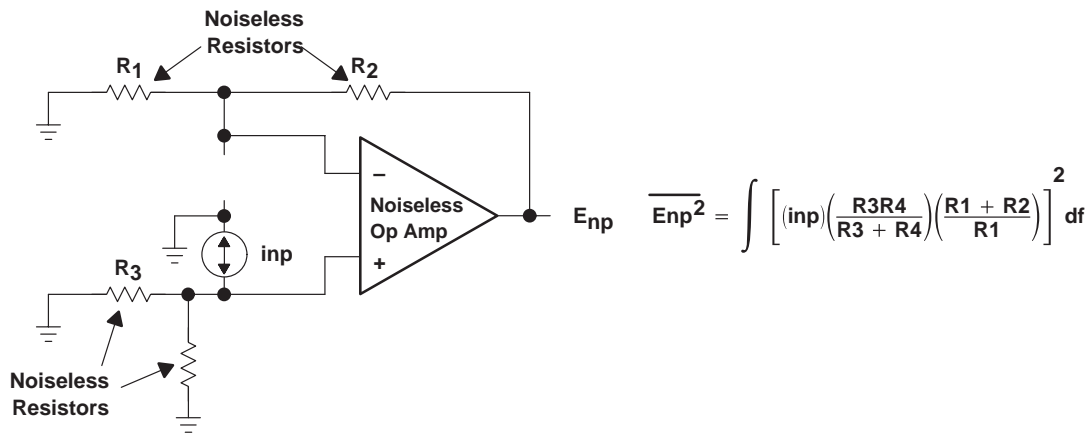 Noiseless
Resistors
R1
R2
−
Noiseless
Op Amp
+
Enp
inp
R3
Noiseless
Resistors
Enp² = ∫ [(inp)(R3R4/R3 + R4)(R1 + R2/R1)]² df